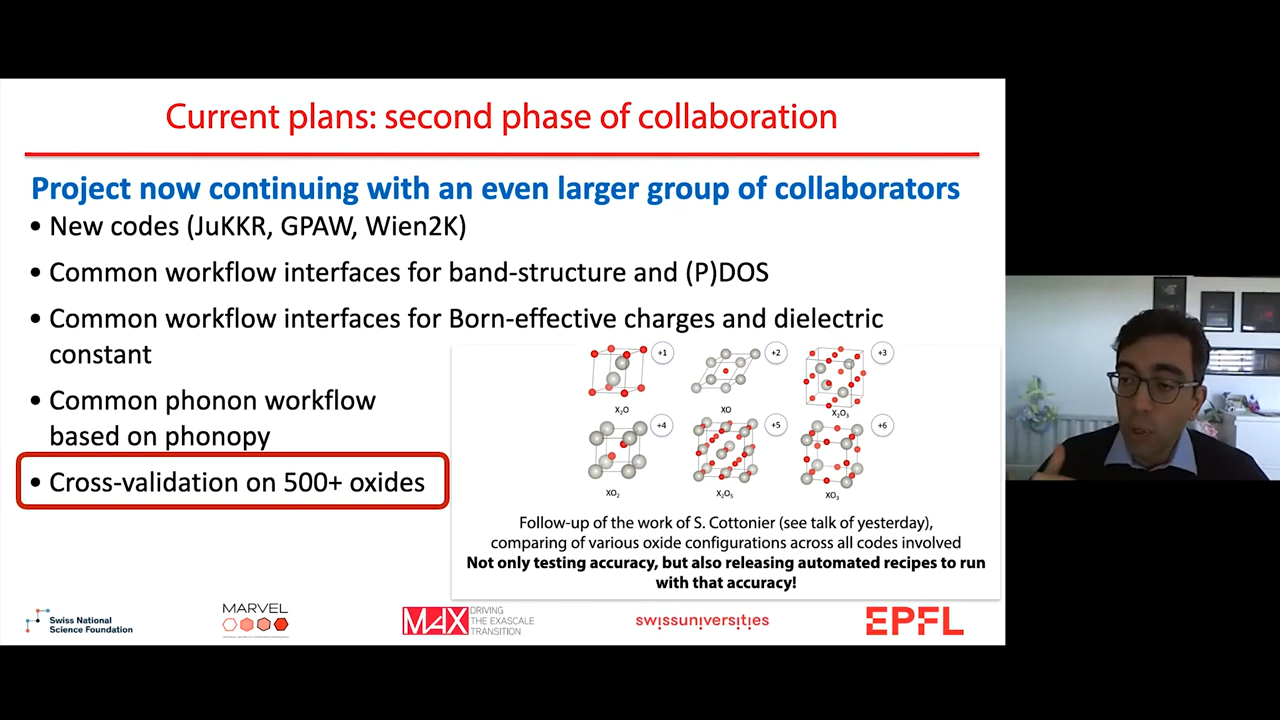 Current plans: second phase of collaboration
Project now continuing with an even larger group of collaborators
• New codes (JuKKR, GPAW, Wien2K)
• Common workflow interfaces for band-structure and (P)DOS
• Common workflow interfaces for Born-effective charges and dielectric
constant
• Common phonon workflow
based on phonopy
• Cross-validation on 500+ oxides
+1
+2
+3
X₂O
XO
X₂O₃
+4
+5
+6
XO₂
X₂O₅
XO₃
Follow-up of the work of S. Cottonier (see talk of yesterday),
comparing of various oxide configurations across all codes involved
Not only testing accuracy, but also releasing automated recipes to run
with that accuracy!
Swiss National
Science Foundation
MARVEL
MAX
DRIVING
THE EXASCALE
TRANSITION
swissuniversities
EPFL